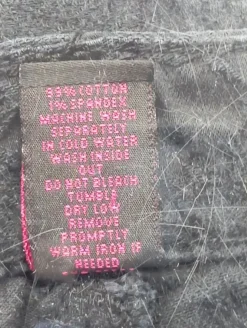 99% COTTON
1% SPANDEX
MACHINE WASH
SEPARATELY
IN COLD WATER
WASH INSIDE
OUT
DO NOT BLEACH
TUMBLE
DRY LOW
REMOVE
PROMPTLY
WARM IRON IF
NEEDED